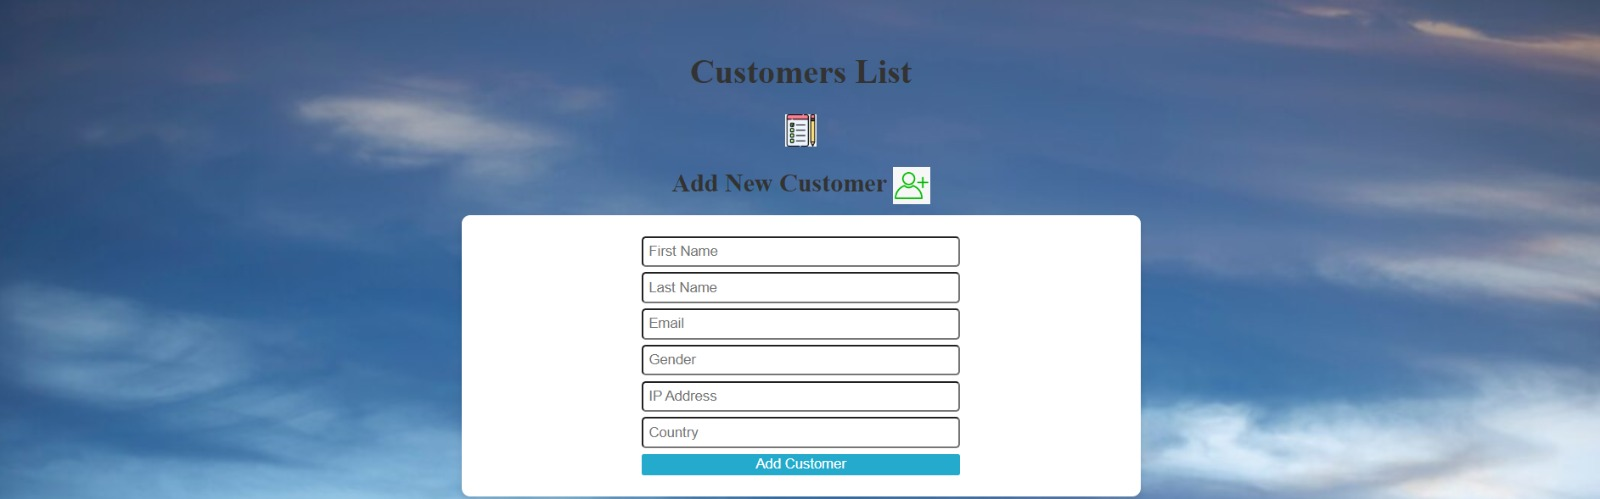 Customers List
Add New Customer
First Name
Last Name
Email
Gender
IP Address
Country
Add Customer